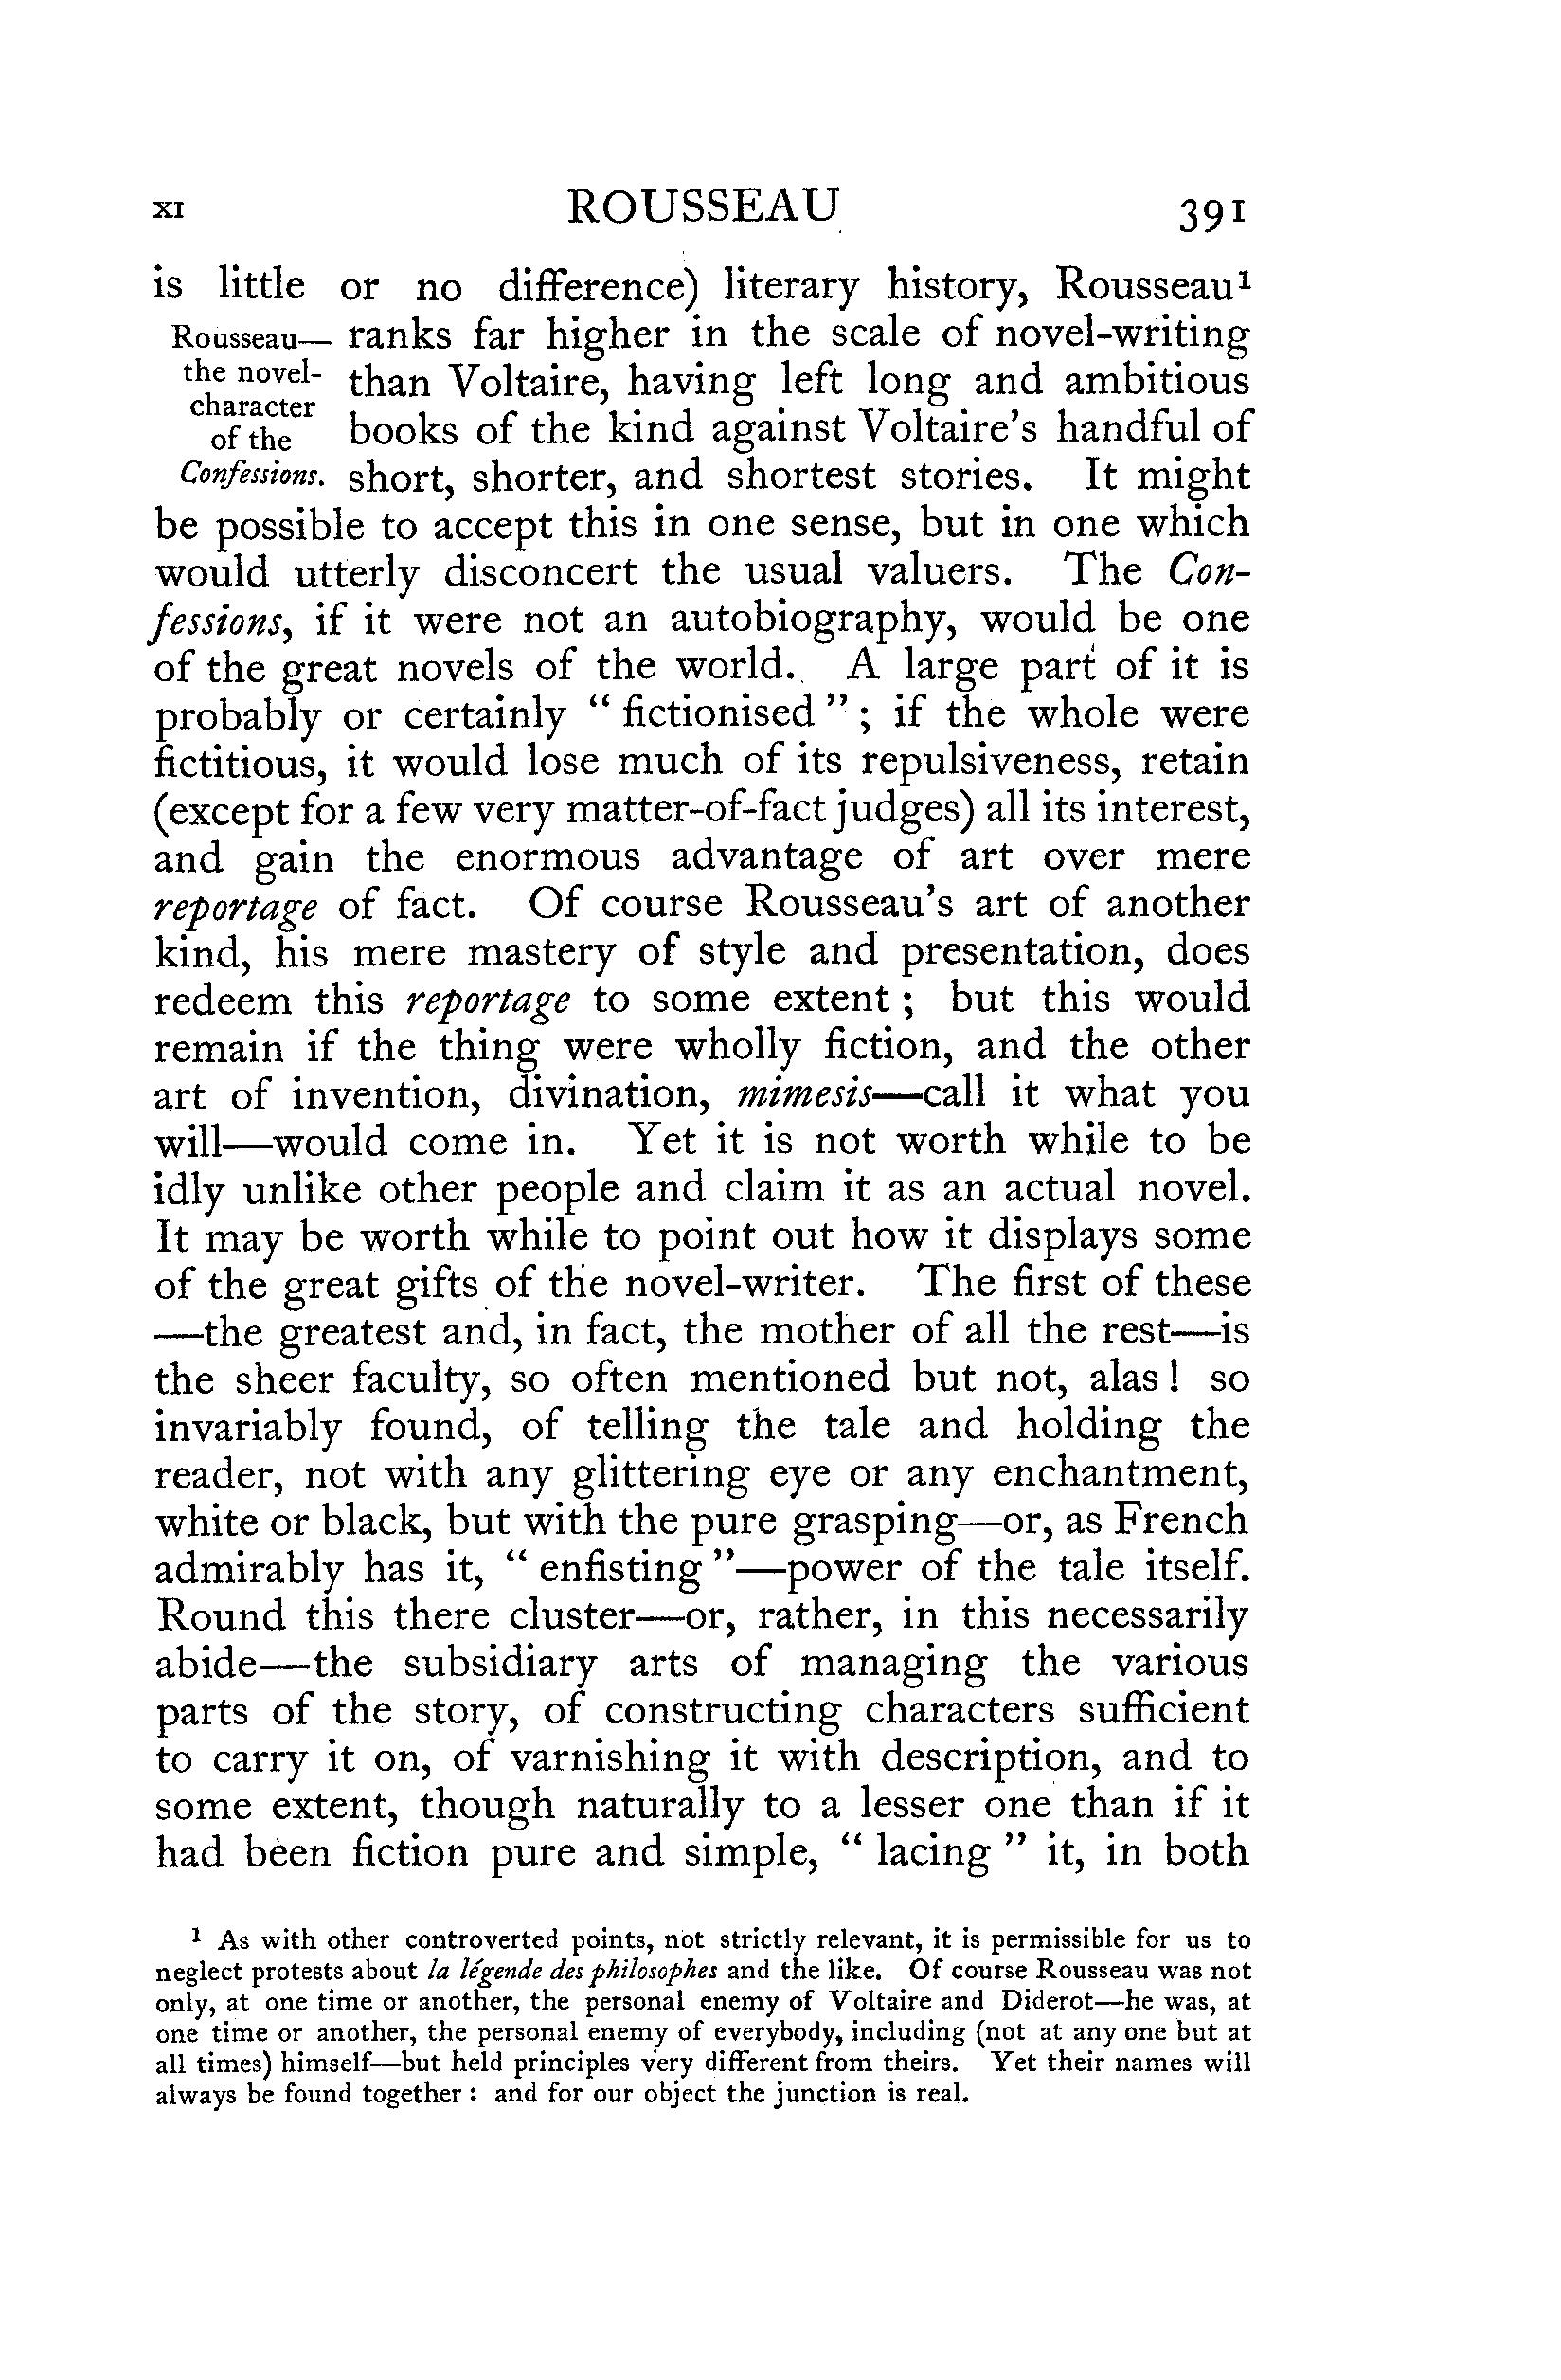 XI ROUSSEAU 391
is little or no difference) literary history, Rousseau¹
Rousseau— the novel-character of the Confessions.
ranks far higher in the scale of novel-writing
than Voltaire, having left long and ambitious
books of the kind against Voltaire's handful of
short, shorter, and shortest stories. It might
be possible to accept this in one sense, but in one which
would utterly disconcert the usual valuers. The Con-
fessions, if it were not an autobiography, would be one
of the great novels of the world. A large part of it is
probably or certainly “ fictionised ” ; if the whole were
fictitious, it would lose much of its repulsiveness, retain
(except for a few very matter-of-fact judges) all its interest,
and gain the enormous advantage of art over mere
reportage of fact. Of course Rousseau's art of another
kind, his mere mastery of style and presentation, does
redeem this reportage to some extent ; but this would
remain if the thing were wholly fiction, and the other
art of invention, divination, mimesis—call it what you
will—would come in. Yet it is not worth while to be
idly unlike other people and claim it as an actual novel.
It may be worth while to point out how it displays some
of the great gifts of the novel-writer. The first of these
—the greatest and, in fact, the mother of all the rest—is
the sheer faculty, so often mentioned but not, alas ! so
invariably found, of telling the tale and holding the
reader, not with any glittering eye or any enchantment,
white or black, but with the pure grasping—or, as French
admirably has it, “ enfisting ”—power of the tale itself.
Round this there cluster—or, rather, in this necessarily
abide—the subsidiary arts of managing the various
parts of the story, of constructing characters sufficient
to carry it on, of varnishing it with description, and to
some extent, though naturally to a lesser one than if it
had been fiction pure and simple, “ lacing ” it, in both
¹ As with other controverted points, not strictly relevant, it is permissible for us to
neglect protests about la légende des philosophes and the like. Of course Rousseau was not
only, at one time or another, the personal enemy of Voltaire and Diderot—he was, at
one time or another, the personal enemy of everybody, including (not at any one but at
all times) himself—but held principles very different from theirs. Yet their names will
always be found together : and for our object the junction is real.